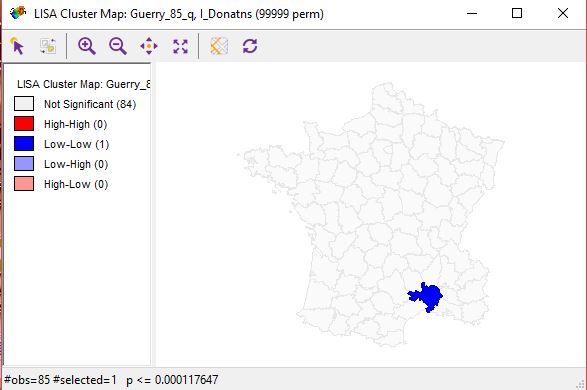 LISA Cluster Map: Guerry_85_q, I_Donatns (99999 perm)
LISA Cluster Map: Guerry_8
Not Significant (84)
High-High (0)
Low-Low (1)
Low-High (0)
High-Low (0)
#obs=85 #selected=1 p <= 0.000117647